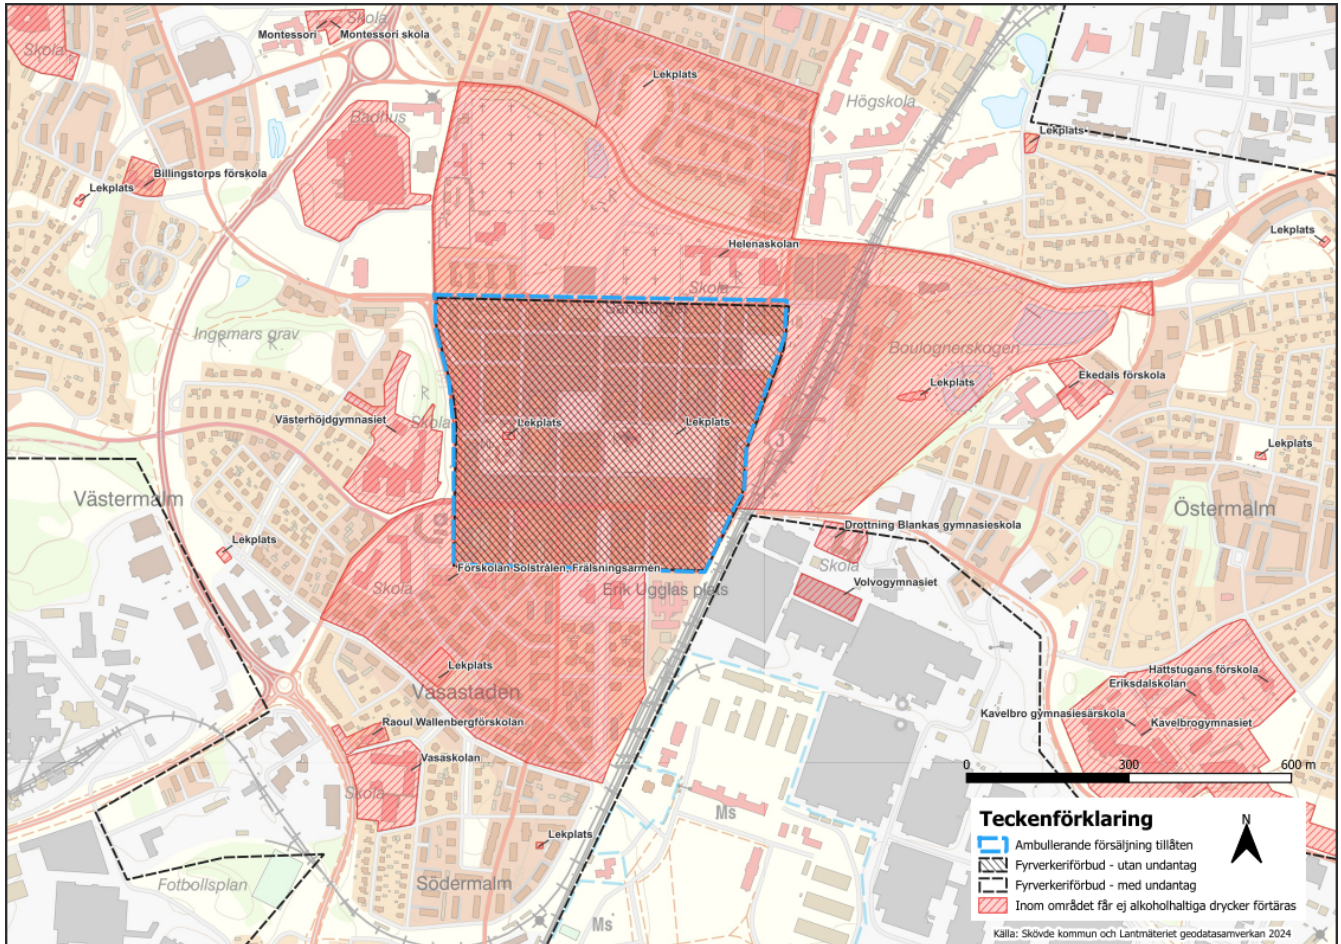 Skola
Montessori
Montessori skola
Skola
Lekplats
Badhus
Högskola
Lekplats
Billingstorps förskola
Lekplats
Lekplats
Helenaskolan
Skola
Sandtorget
Ingemars grav
Boulognerskogen
Ekedals förskola
Lekplats
Västerhöjdgymnasiet
Skola
Lekplats
Lekplats
Lekplats
Västermalm
Östermalm
Drottning Blankas gymnasieskola
Lekplats
Skola
Förskolan Solstrålen, Frälsningsarmén
Volvogymnasiet
Skola
Erik Ugglas plats
Lekplats
Vasastaden
Hattstugans förskola
Eriksdalskolan
Kavelbro gymnasiesärskola
Kavelbrogymnasiet
Raoul Wallenbergförskolan
Vasaskolan
Skola
0 300 600 m
Ms
Lekplats
Södermalm
Fotbollsplan
Ms
Teckenförklaring
N
Ambullerande försäljning tillåten
Fyrverkeriförbud - utan undantag
Fyrverkeriförbud - med undantag
Inom området får ej alkoholhaltiga drycker förtäras
Källa: Skövde kommun och Lantmäteriet geodatasamverkan 2024